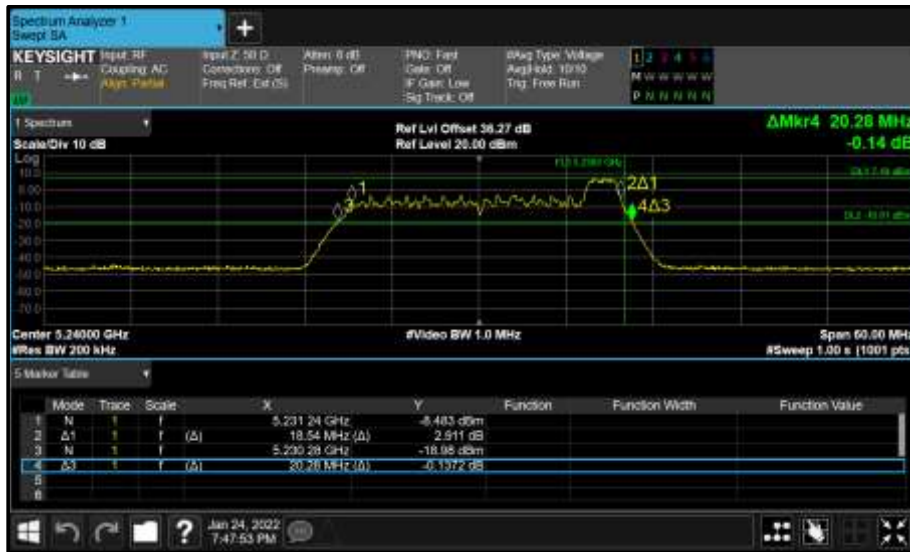 Spectrum Analyzer 1
Swept SA
+
KEYSIGHT Input: RF
R T
Coupling: AC
Align: Partial
Input Z: 50 Ω
Corrections: Off
Freq Ref: Ext (S)
Atten: 6 dB
Preamp: Off
PNO: Fast
Gate: Off
IF Gain: Low
Sig Track: Off
#Avg Type: Voltage
Avg|Hold: 10/10
Trig: Free Run
1 2 3 4 5 6
M W W W W W
P N N N N N
1 Spectrum
Scale/Div 10 dB
Ref Lvl Offset 36.27 dB
Ref Level 20.00 dBm
ΔMkr4 20.28 MHz
-0.14 dB
Log
10.0
0.00
-10.0
-20.0
-30.0
-40.0
-50.0
-60.0
-70.0
1
3
2Δ1
4Δ3
Center 5.24000 GHz
#Video BW 1.0 MHz
Span 60.00 MHz
#Res BW 200 kHz
#Sweep 1.00 s (1001 pts
5 Marker Table
Mode Trace Scale X Y Function Function Width Function Value
1 N 1 f 5.231 24 GHz -8.483 dBm
2 Δ1 1 f (Δ) 18.54 MHz (Δ) 2.911 dB
3 N 1 f 5.230 28 GHz -18.98 dBm
4 Δ3 1 f (Δ) 20.28 MHz (Δ) -0.1372 dB
5
6
?
Jan 24, 2022
7:47:53 PM